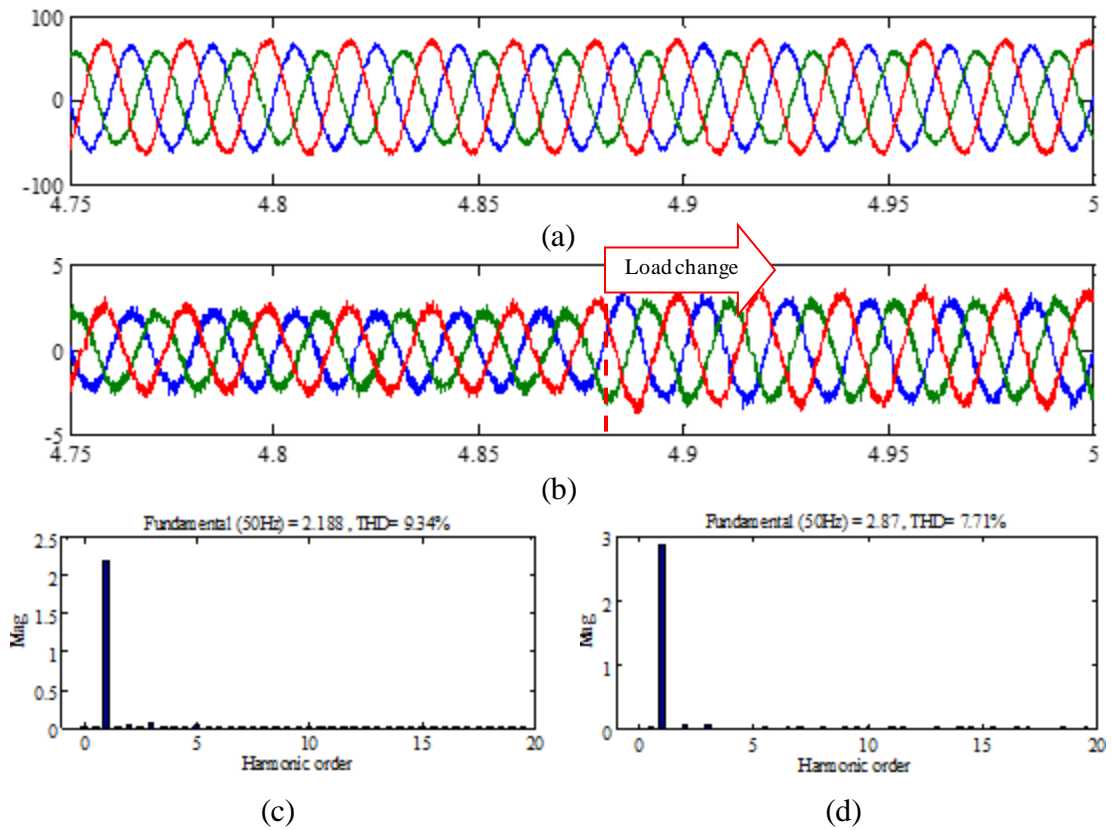 100
0
-100
4.75 4.8 4.85 4.9 4.95 5
(a)
Load change
5
0
-5
4.75 4.8 4.85 4.9 4.95 5
(b)
Fundamental (50Hz) = 2.188 , THD= 9.34%
2.5
2
1.5
1
0.5
0
Mag
0 5 10 15 20
Harmonic order
(c)
Fundamental (50Hz) = 2.87 , THD= 7.71%
3
2
1
0
Mag
0 5 10 15 20
Harmonic order
(d)